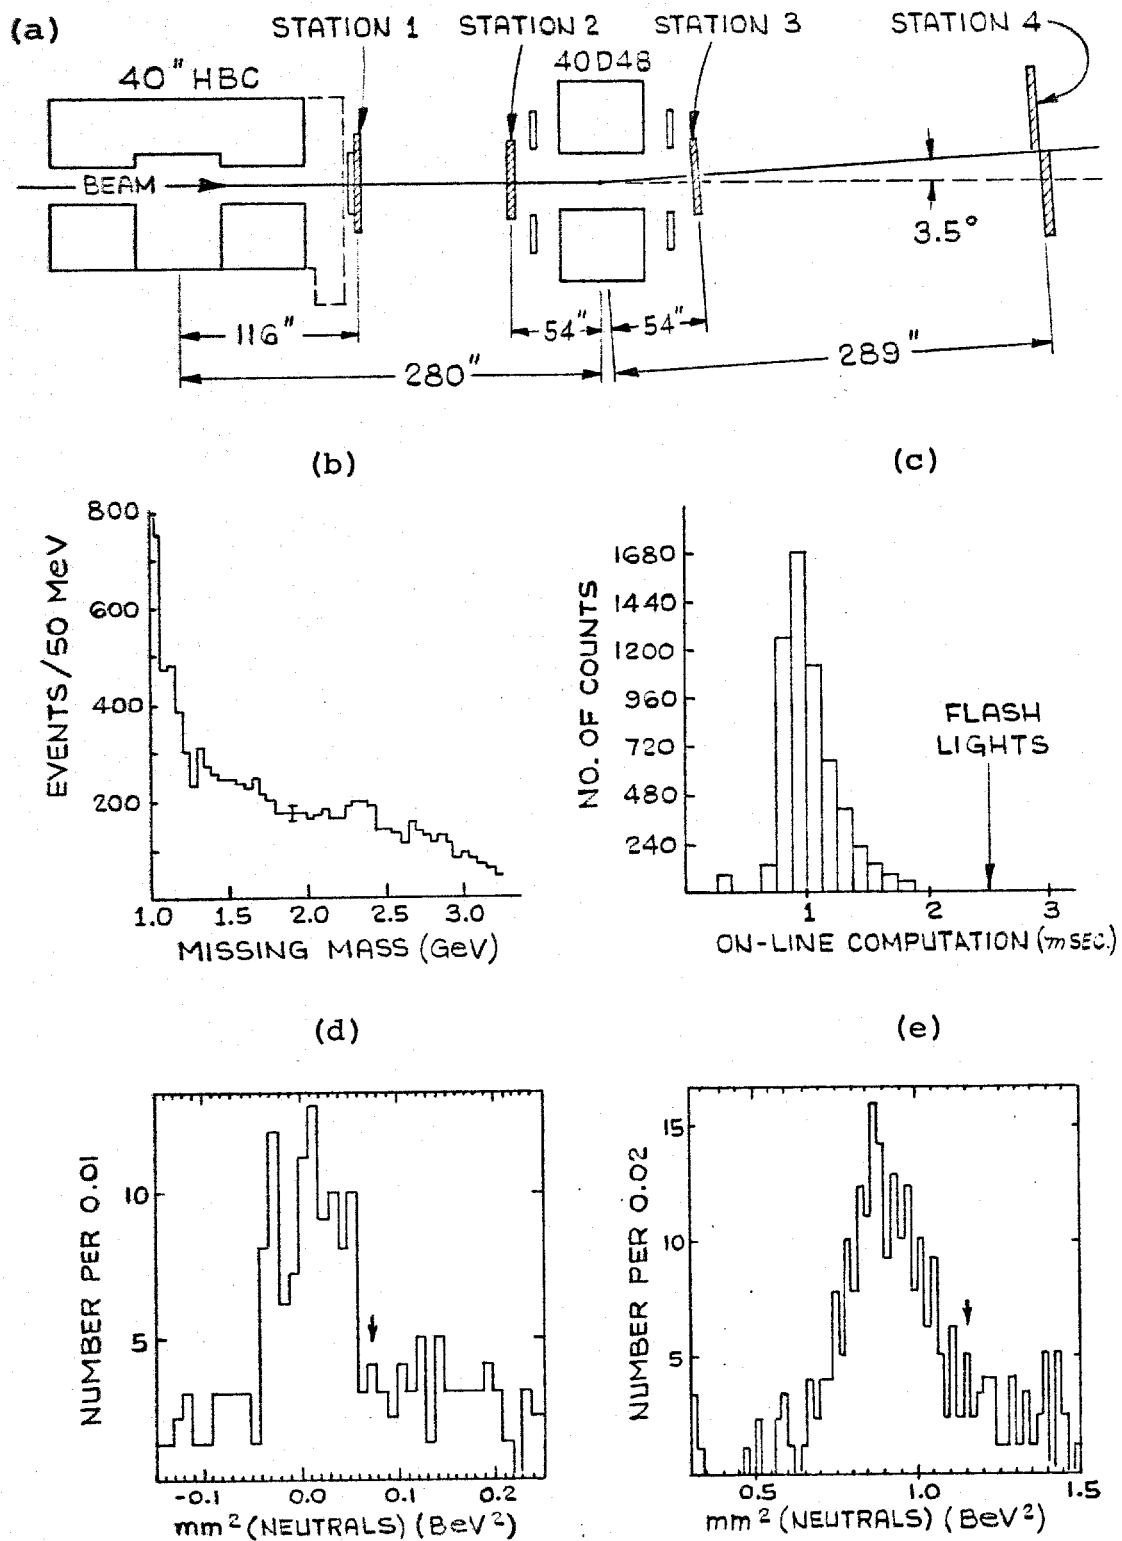 (a)
STATION 1
STATION 2
STATION 3
STATION 4
40" HBC
40D48
BEAM
3.5°
116"
54"
54"
280"
289"
(b)
EVENTS/50 MeV
800
600
400
200
1.0
1.5
2.0
2.5
3.0
MISSING MASS (GeV)
(c)
NO. OF COUNTS
1680
1440
1200
960
720
480
240
FLASH
LIGHTS
1
2
3
ON-LINE COMPUTATION (mSEC.)
(d)
NUMBER PER 0.01
10
5
-0.1
0.0
0.1
0.2
mm² (NEUTRALS) (BeV²)
(e)
NUMBER PER 0.02
15
10
5
0.5
1.0
1.5
mm² (NEUTRALS) (BeV²)